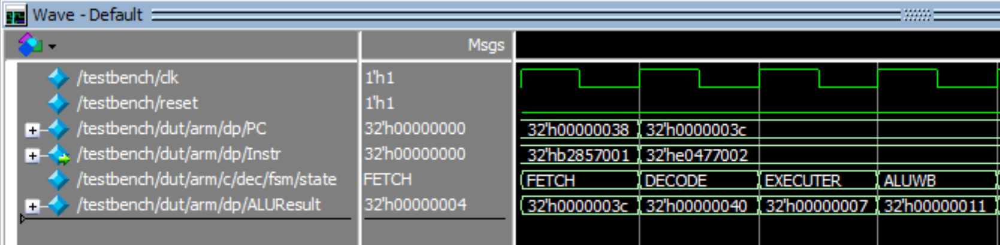 Wave - Default
Msgs
/testbench/clk 1'h1
/testbench/reset 1'h1
/testbench/dut/arm/dp/PC 32'h00000000 32'h00000038 32'h0000003c
/testbench/dut/arm/dp/Instr 32'h00000000 32'hb2857001 32'he0477002
/testbench/dut/arm/c/dec/fsm/state FETCH FETCH DECODE EXECUTER ALUWB
/testbench/dut/arm/dp/ALUResult 32'h00000004 32'h0000003c 32'h00000040 32'h00000007 32'h00000011